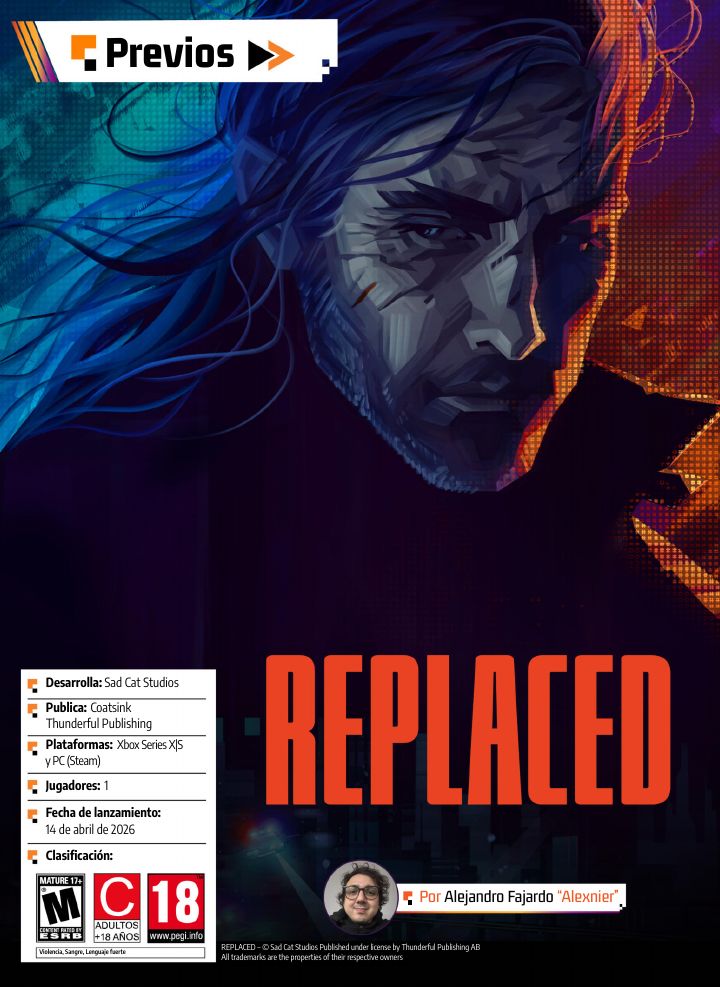 Previos
REPLACED
Desarrolla: Sad Cat Studios
Publica: Coatsink
Thunderful Publishing
Plataformas: Xbox Series X|S
y PC (Steam)
Jugadores: 1
Fecha de lanzamiento:
14 de abril de 2026
Clasificación:
MATURE 17+
M
CONTENT RATED BY
ESRB
C
ADULTOS
+18 AÑOS
18
www.pegi.info
Violencia, Sangre, Lenguaje fuerte
Por Alejandro Fajardo “Alexnier”
REPLACED – © Sad Cat Studios Published under license by Thunderful Publishing AB
All trademarks are the properties of their respective owners